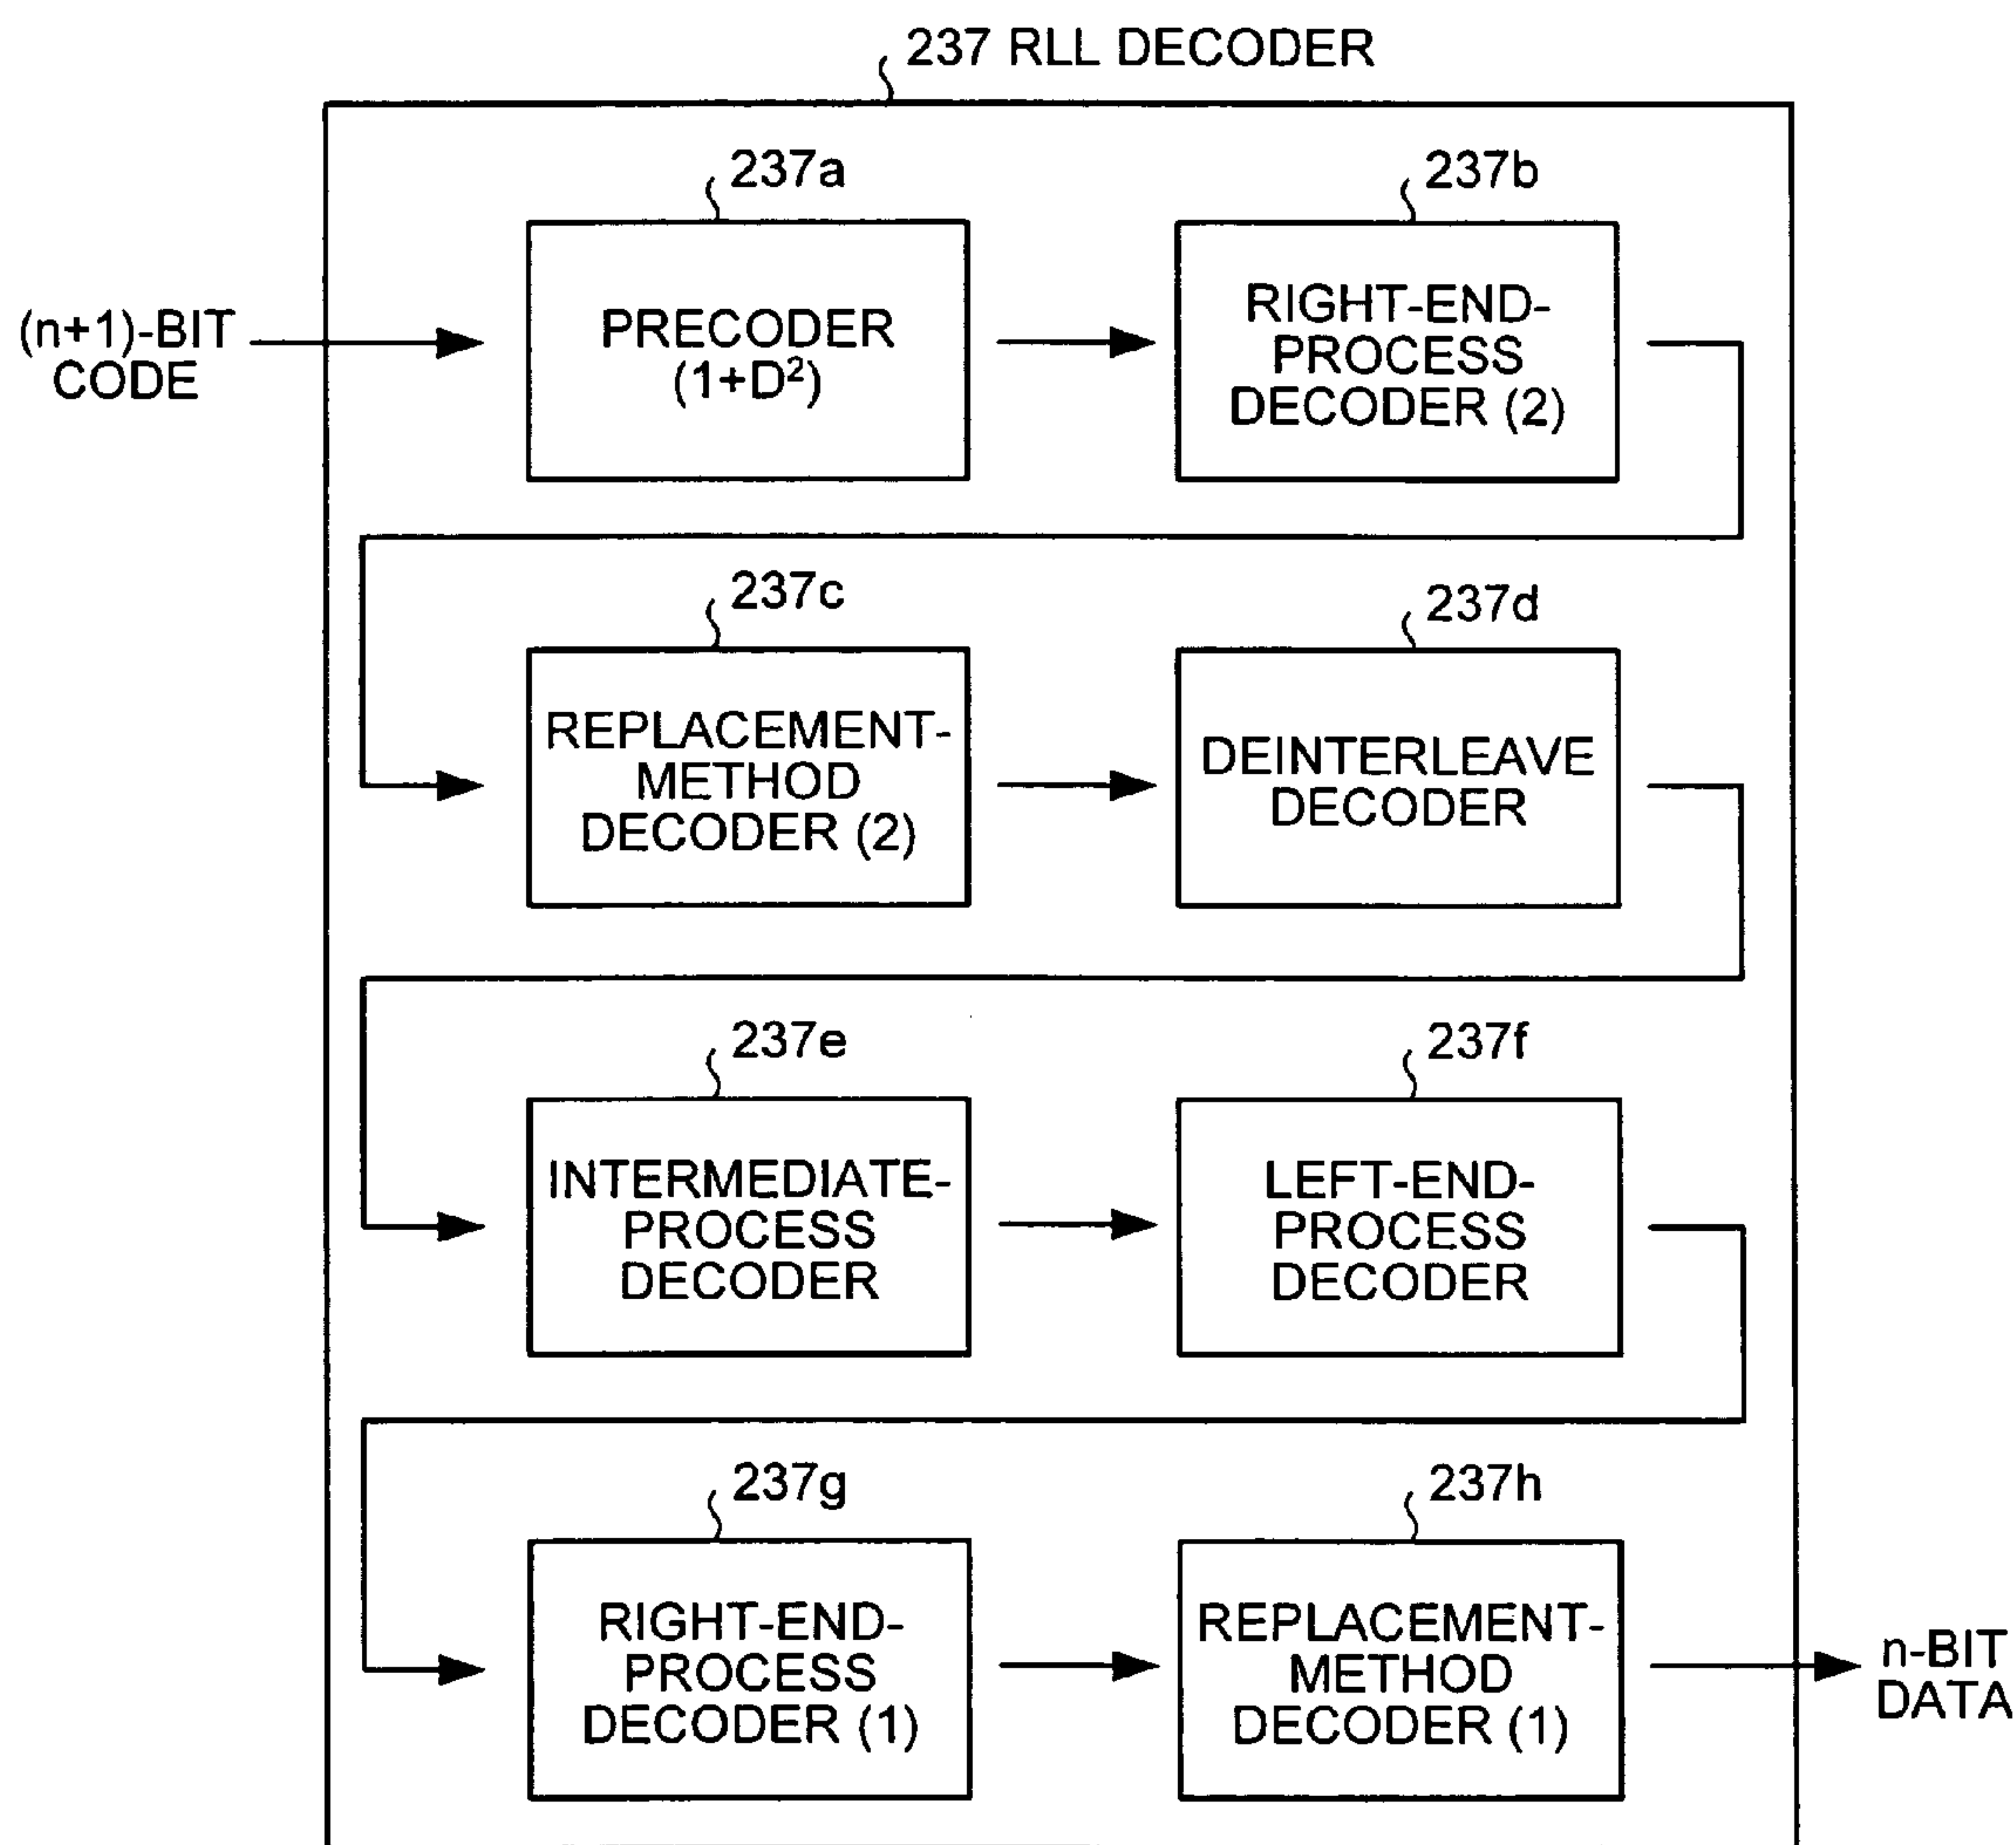 237 RLL DECODER
237a
237b
(n+1)-BIT
CODE
PRECODER
(1+D²)
RIGHT-END-
PROCESS
DECODER (2)
237c
237d
REPLACEMENT-
METHOD
DECODER (2)
DEINTERLEAVE
DECODER
237e
237f
INTERMEDIATE-
PROCESS
DECODER
LEFT-END-
PROCESS
DECODER
237g
237h
RIGHT-END-
PROCESS
DECODER (1)
REPLACEMENT-
METHOD
DECODER (1)
n-BIT
DATA